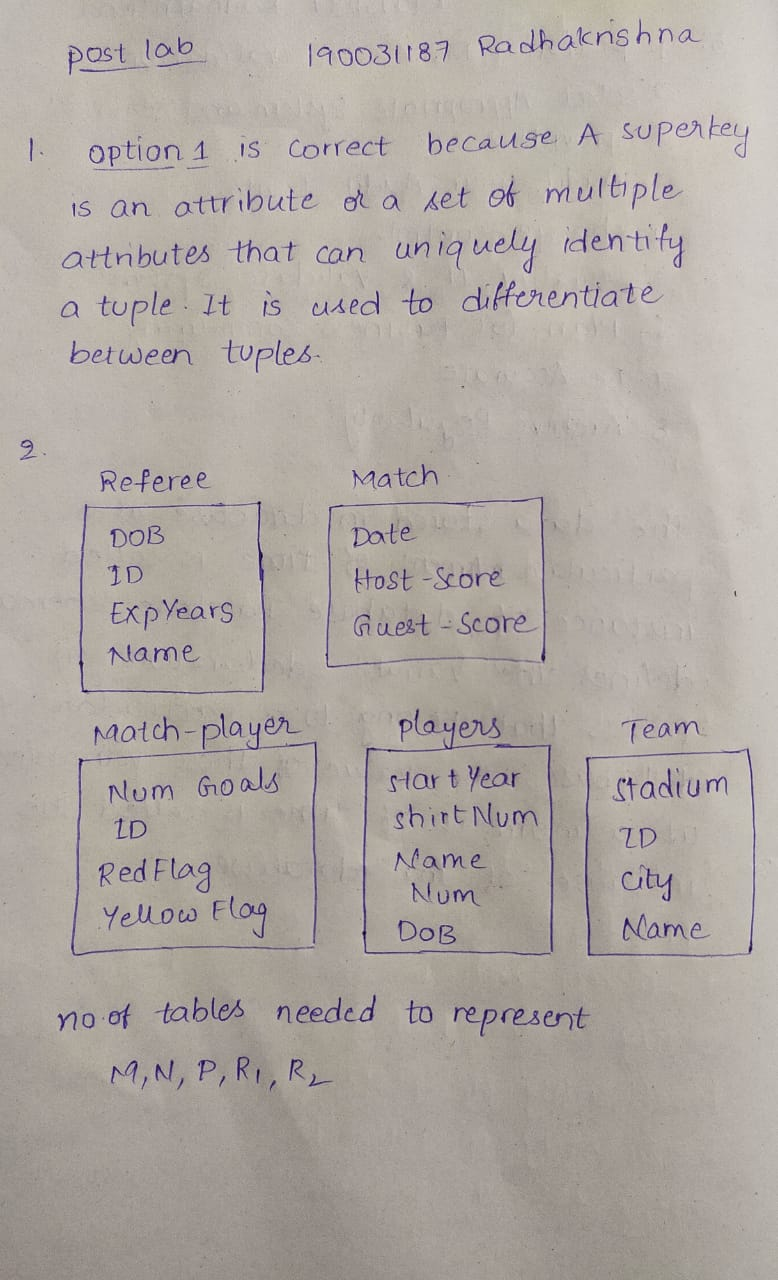 post lab 190031187 Radhakrishna
1. option 1 is correct because A superkey
is an attribute or a set of multiple
attributes that can uniquely identify
a tuple. It is used to differentiate
between tuples.
2.
Referee Match
DOB Date
ID Host-Score
ExpYears Guest-Score
Name
Match-player players Team
Num Goals start Year stadium
ID shirt Num ID
Red Flag Name city
Yellow Flag Num Name
DOB
no of tables needed to represent
M, N, P, R1, R2